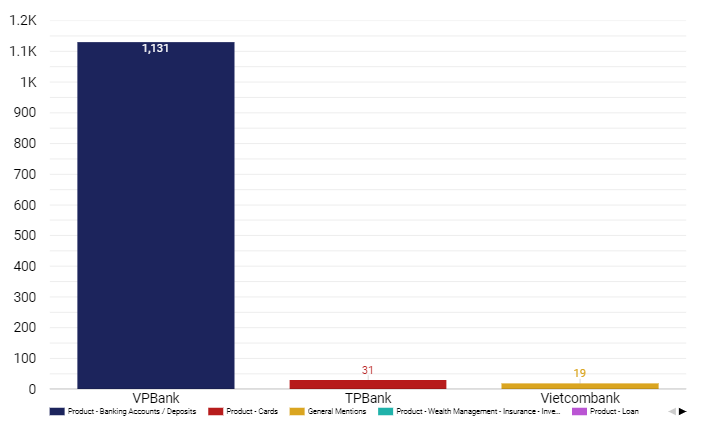 1.2K
1.1K
1K
900
800
700
600
500
400
300
200
100
0
1,131
31
19
VPBank TPBank Vietcombank
Product - Banking Accounts / Deposits Product - Cards General Mentions Product - Wealth Management - Insurance - Inve... Product - Loan